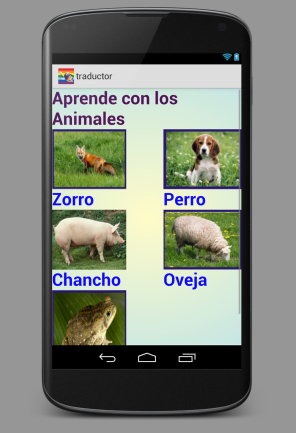 traductor
Aprende con los
Animales
Zorro Perro
Chancho Oveja